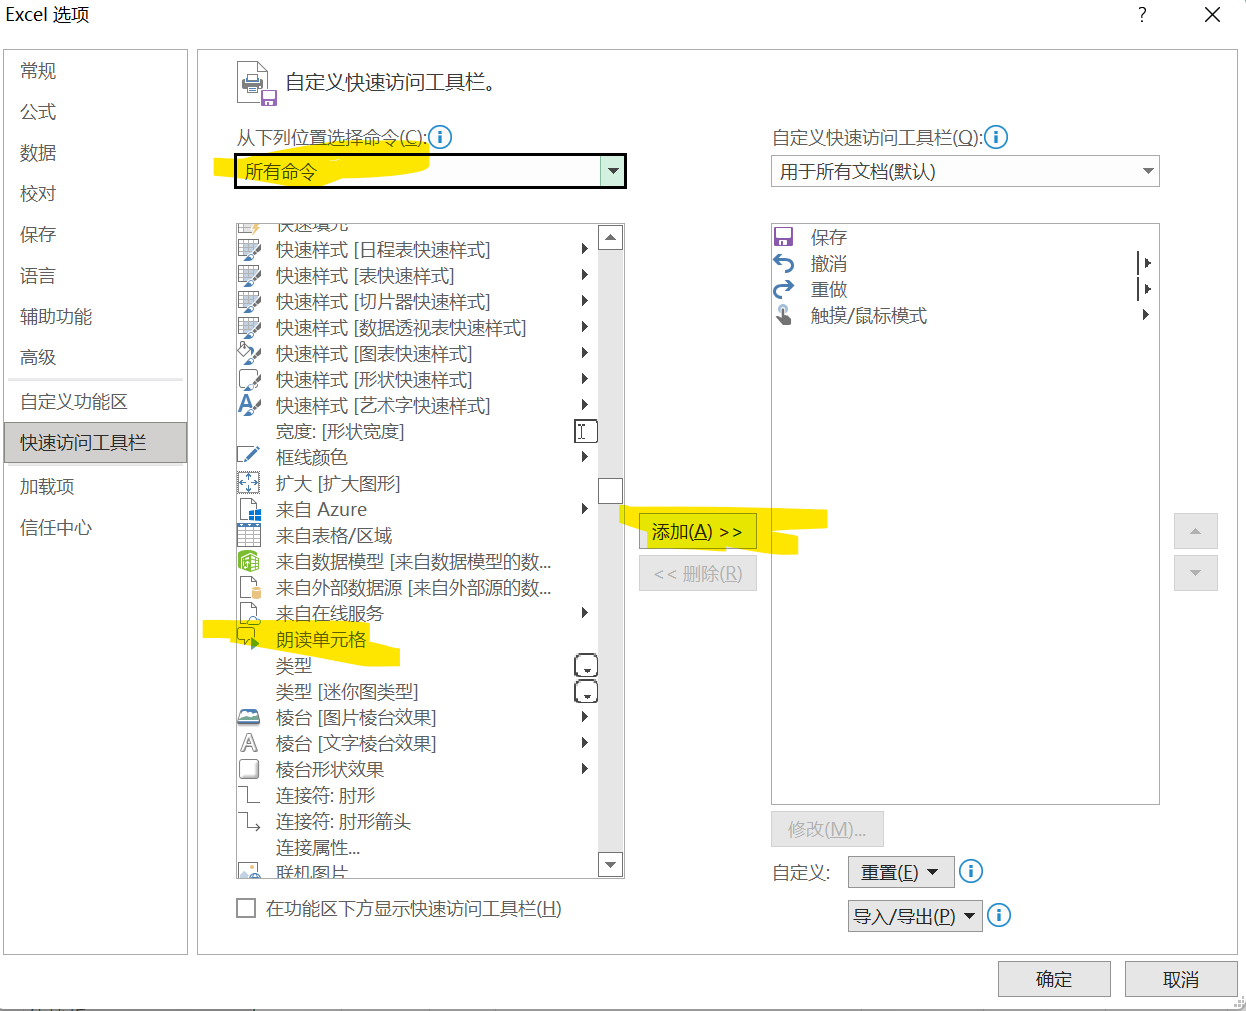 Excel 选项
?
常规
公式
数据
校对
保存
语言
辅助功能
高级
自定义功能区
快速访问工具栏
加载项
信任中心
自定义快速访问工具栏。
从下列位置选择命令(C):
所有命令
快速填充
快速样式 [日程表快速样式]
快速样式 [表快速样式]
快速样式 [切片器快速样式]
快速样式 [数据透视表快速样式]
快速样式 [图表快速样式]
快速样式 [形状快速样式]
快速样式 [艺术字快速样式]
宽度: [形状宽度]
框线颜色
扩大 [扩大图形]
来自 Azure
来自表格/区域
来自数据模型 [来自数据模型的数...
来自外部数据源 [来自外部源的数...
来自在线服务
朗读单元格
类型
类型 [迷你图类型]
棱台 [图片棱台效果]
棱台 [文字棱台效果]
棱台形状效果
连接符: 肘形
连接符: 肘形箭头
连接属性...
联机图片
在功能区下方显示快速访问工具栏(H)
添加(A) >>
<< 删除(R)
自定义快速访问工具栏(Q):
用于所有文档(默认)
保存
撤消
重做
触摸/鼠标模式
修改(M)...
自定义:
重置(E)
导入/导出(P)
确定
取消